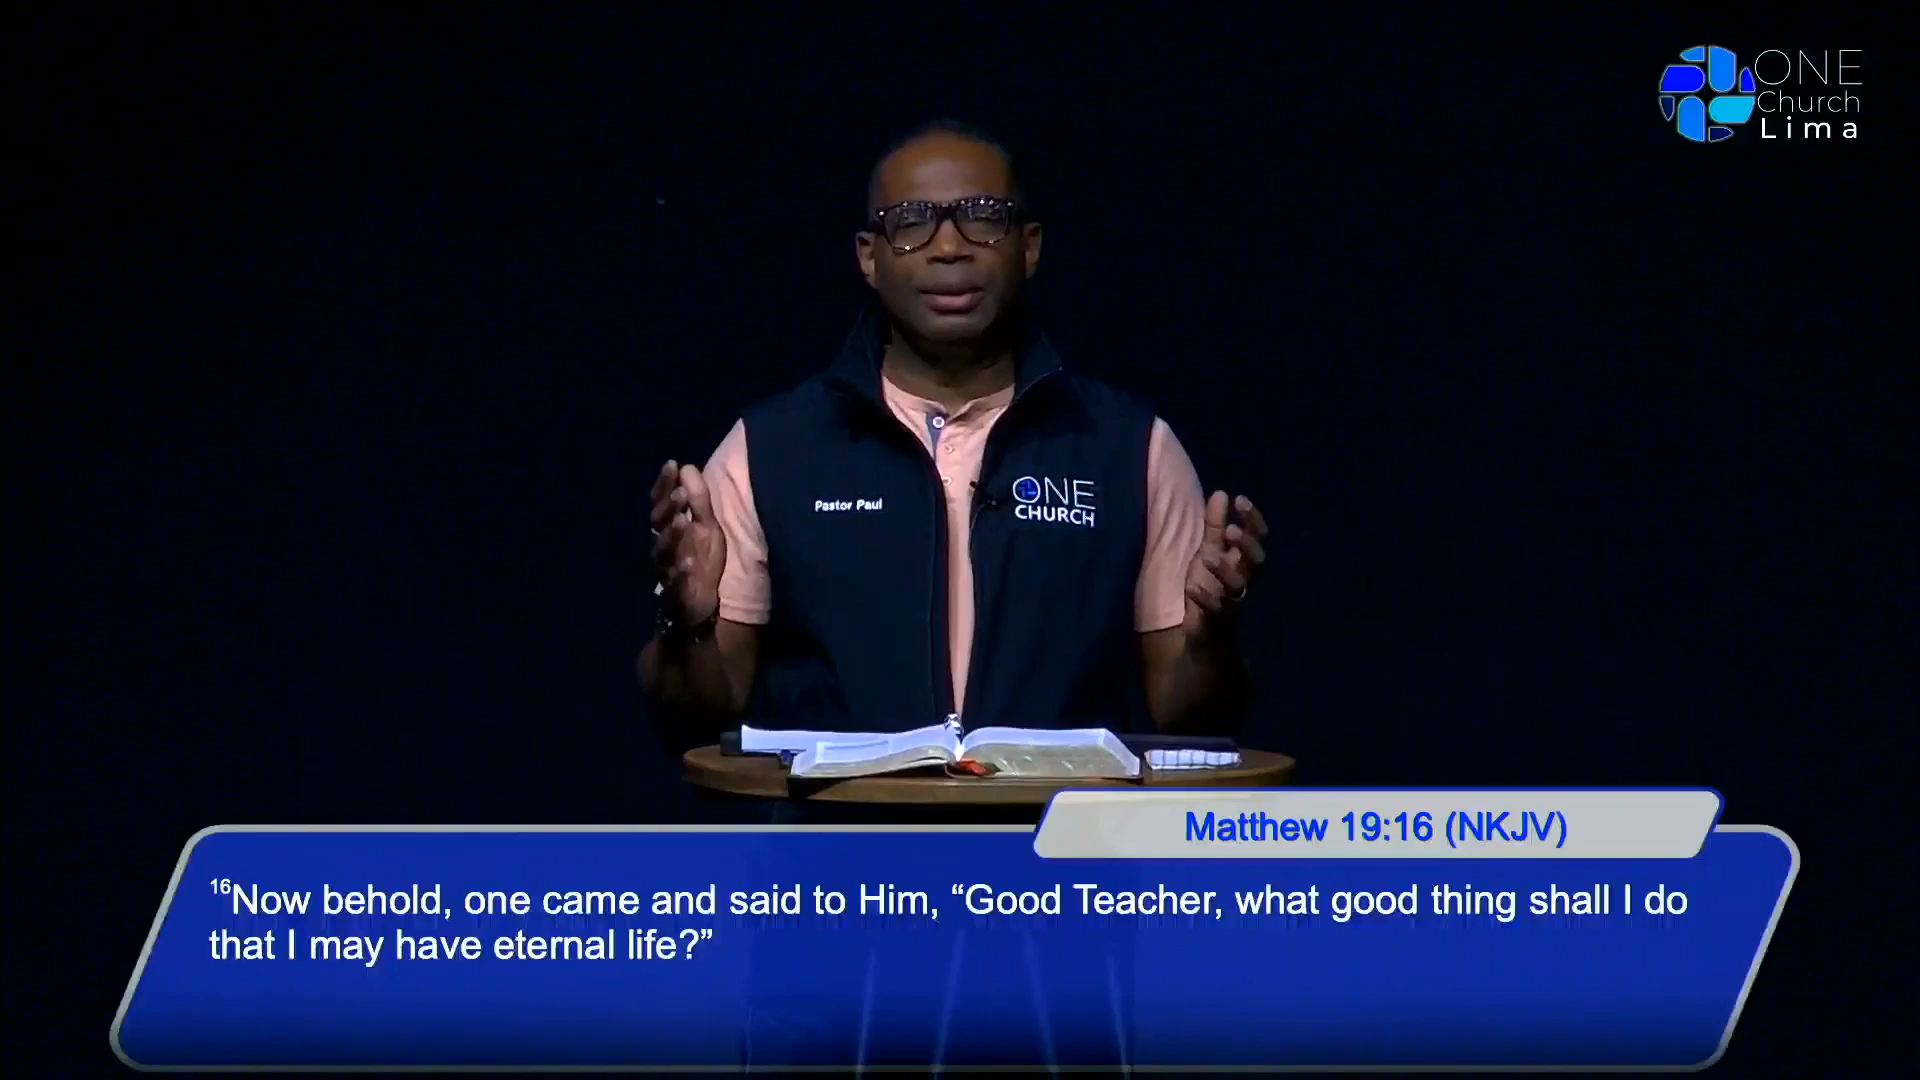 ONE
Church
Lima
Pastor Paul
ONE
CHURCH
Matthew 19:16 (NKJV)
16Now behold, one came and said to Him, “Good Teacher, what good thing shall I do
that I may have eternal life?”